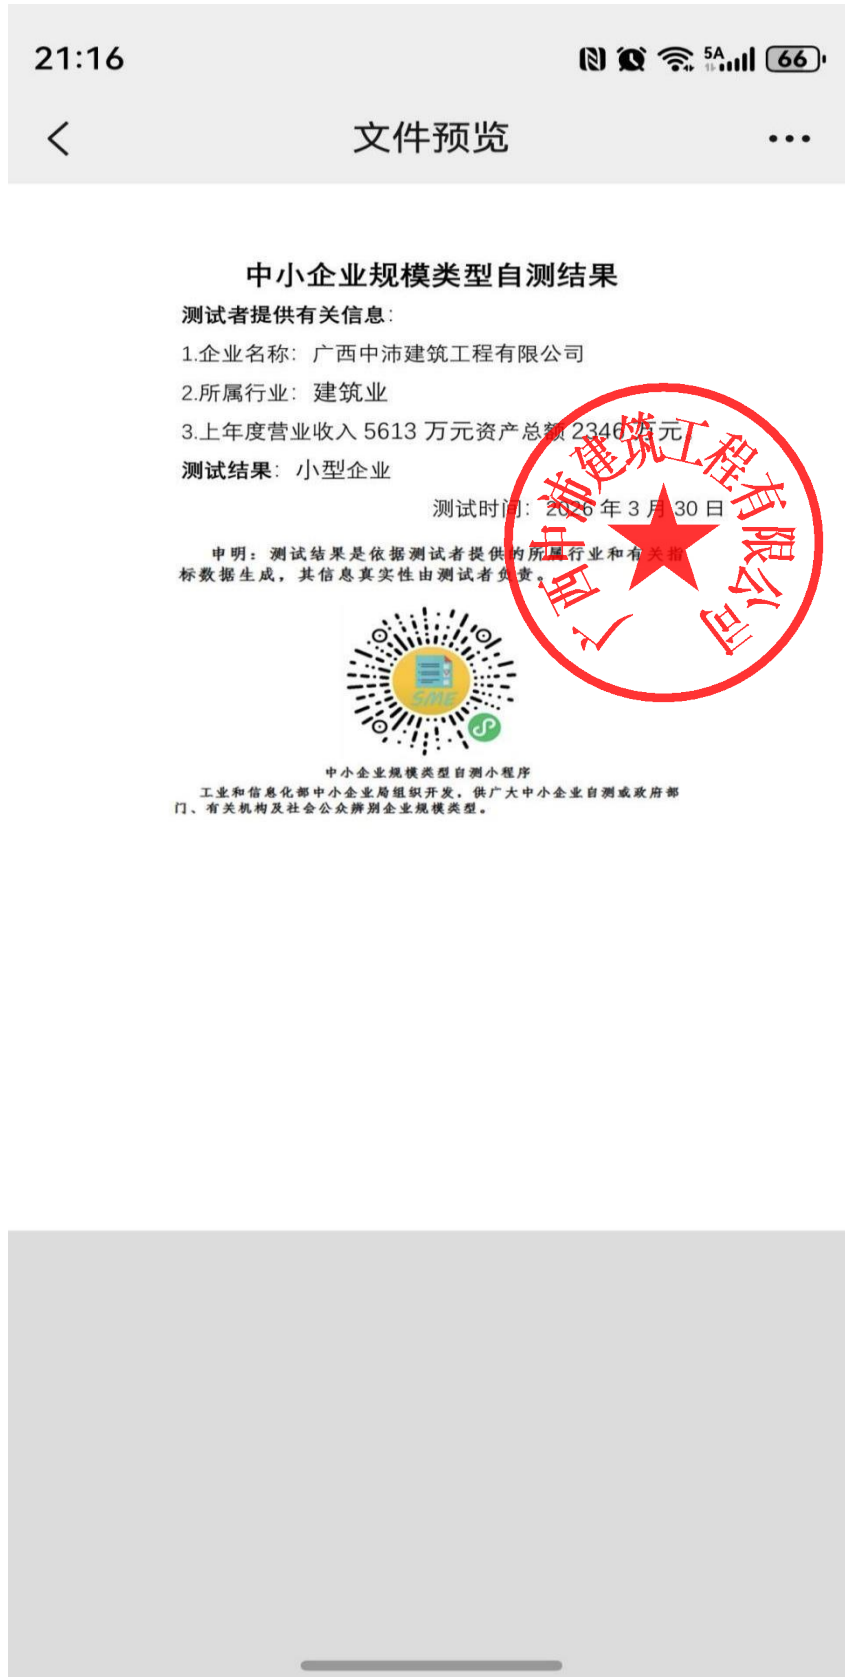 21:16
5A
66
文件预览
中小企业规模类型自测结果
测试者提供有关信息:
1.企业名称: 广西中沛建筑工程有限公司
2.所属行业: 建筑业
3.上年度营业收入 5613 万元资产总额 2346 万元
测试结果: 小型企业
测试时间: 2026 年 3 月 30 日
申明: 测试结果是依据测试者提供的所属行业和有关指
标数据生成, 其信息真实性由测试者负责。
广西中沛建筑工程有限公司
SME
中小企业规模类型自测小程序
工业和信息化部中小企业局组织开发, 供广大中小企业自测或政府部
门、有关机构及社会公众辨别企业规模类型。